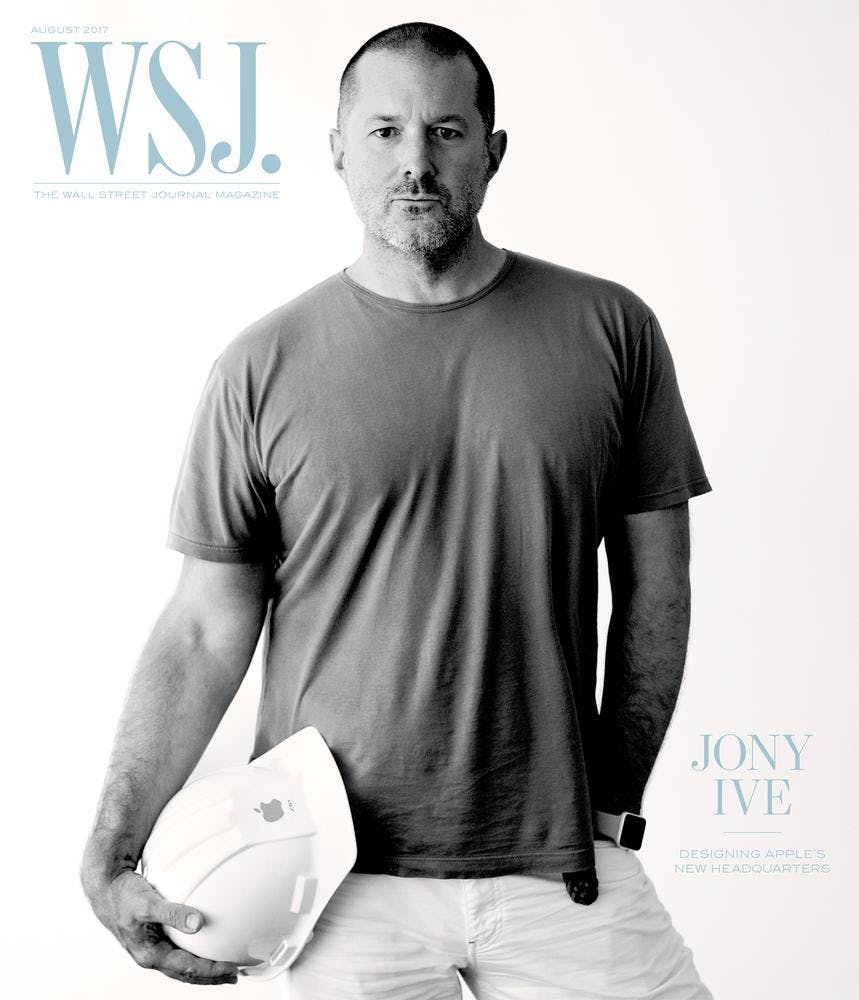 AUGUST 2017
WSJ.
THE WALL STREET JOURNAL MAGAZINE
JONY
IVE
DESIGNING APPLE'S
NEW HEADQUARTERS